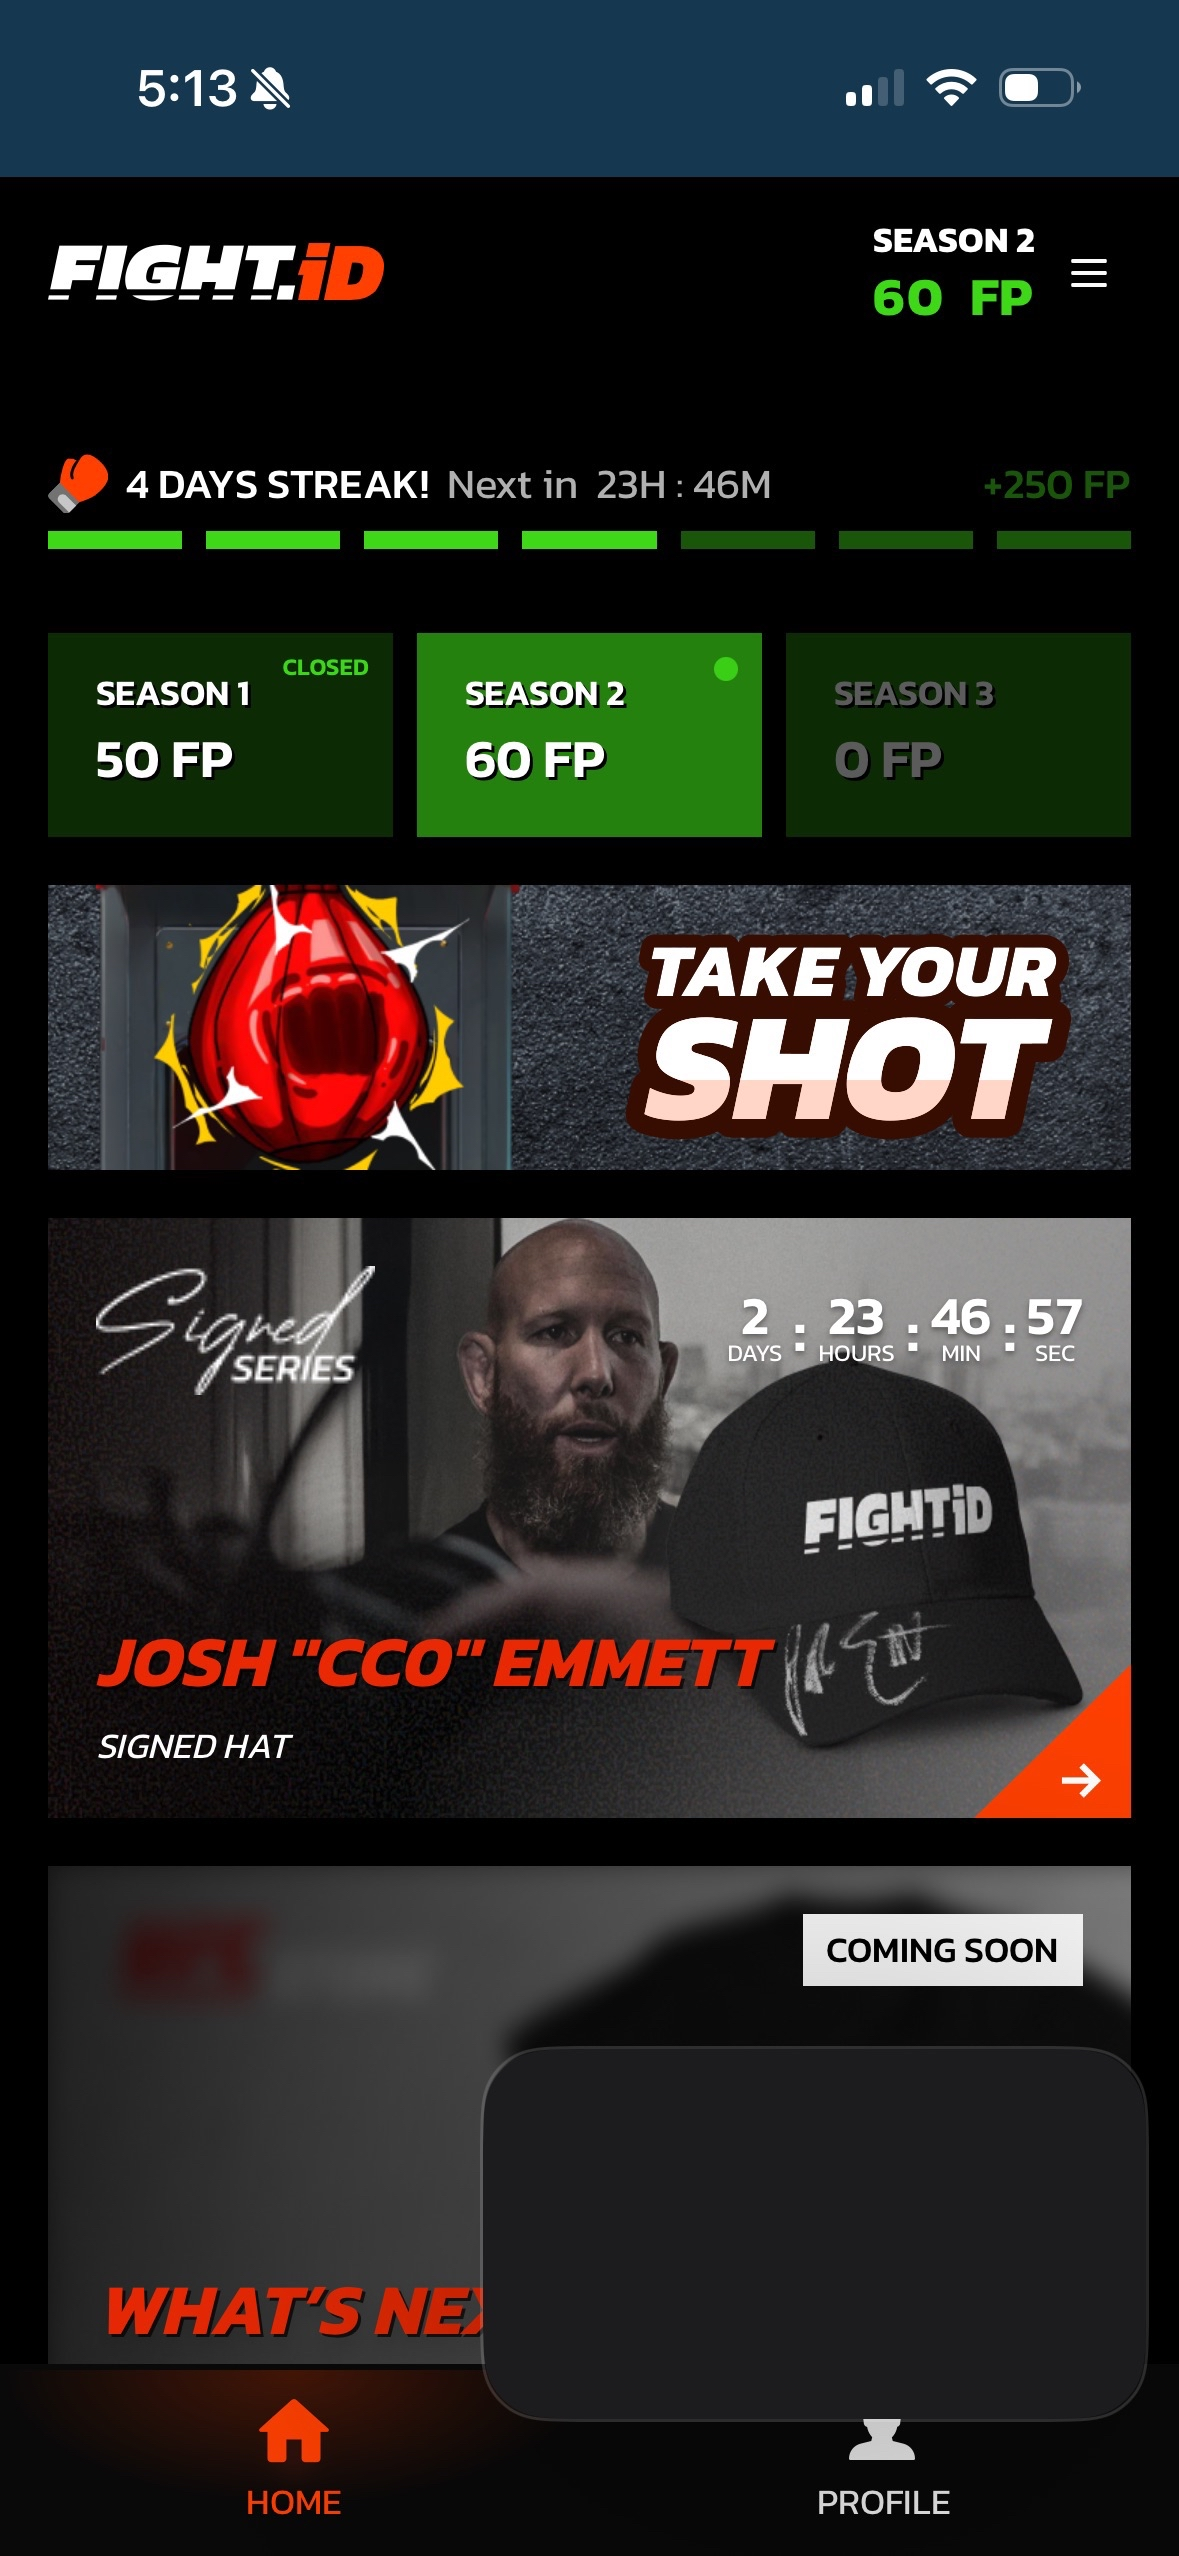 5:13
FIGHT.iD
SEASON 2
60 FP
4 DAYS STREAK! Next in 23H : 46M
+250 FP
CLOSED
SEASON 1
50 FP
SEASON 2
60 FP
SEASON 3
0 FP
TAKE YOUR
SHOT
Signed
SERIES
2 : 23 : 46 : 57
DAYS HOURS MIN SEC
FIGHTiD
JOSH "CC0" EMMETT
SIGNED HAT
COMING SOON
WHAT'S
HOME
PROFILE